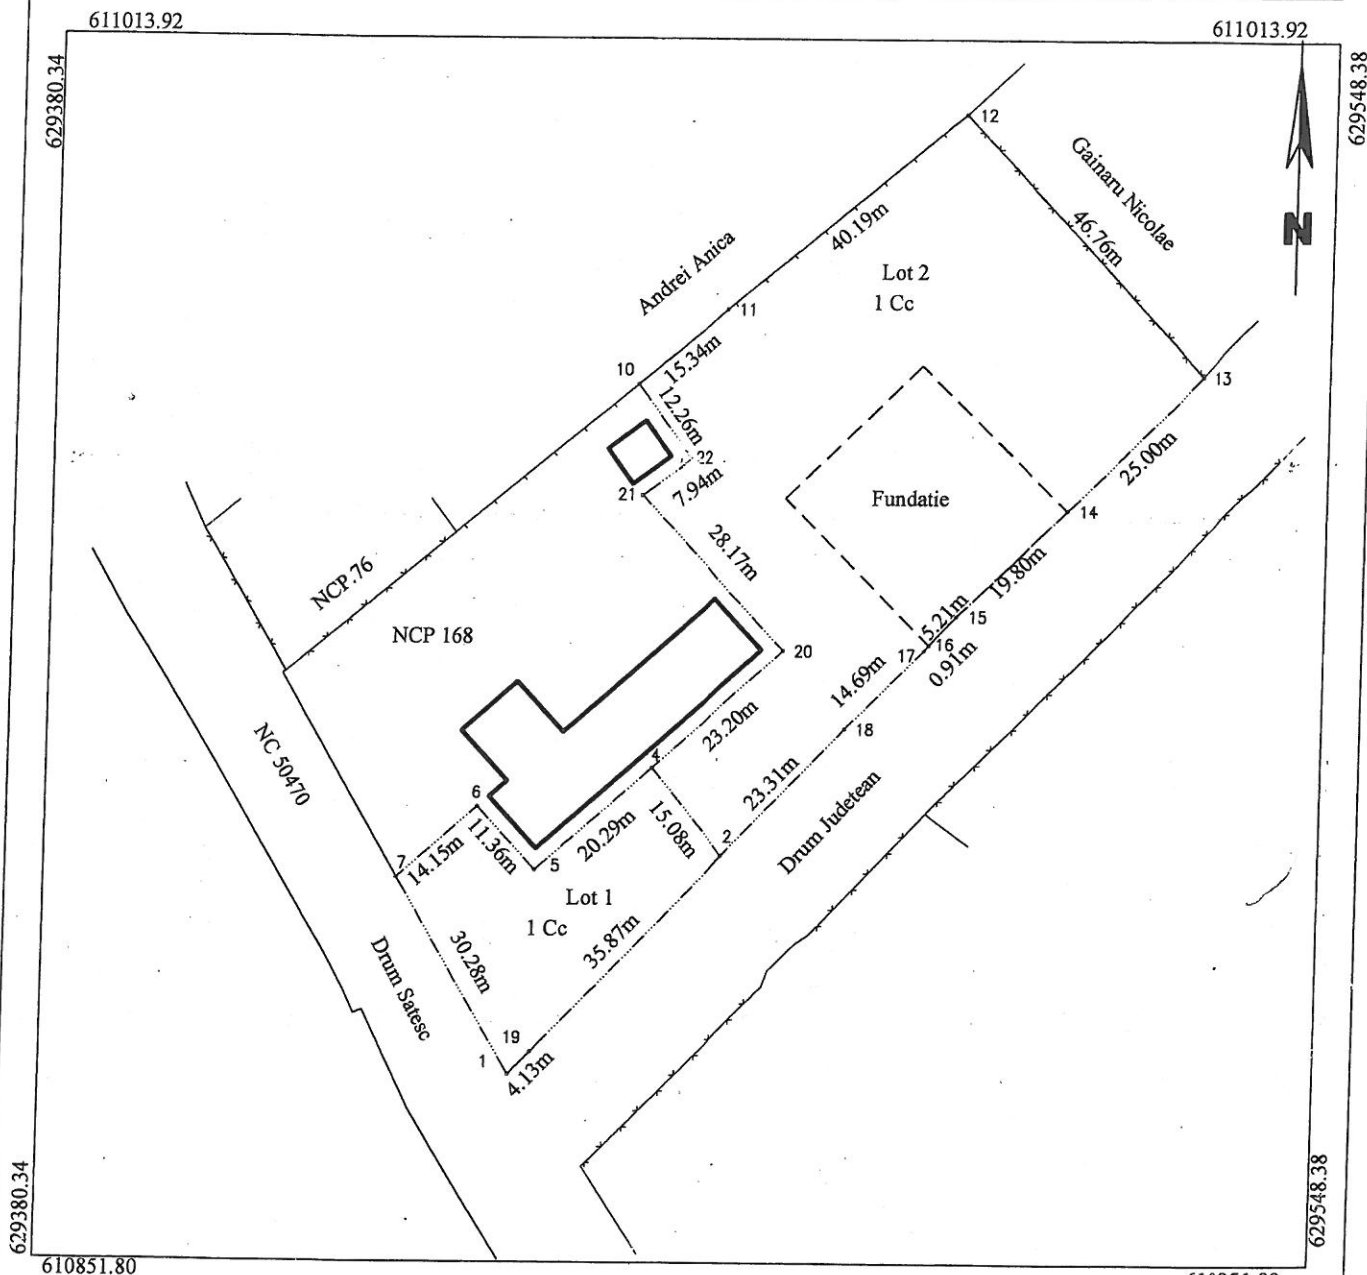 611013.92
611013.92
629380.34
629548.38
12
Gainaru Nicolae
N
40.19m
46.76m
Andrei Anica
Lot 2
1 Cc
11
15.34m
10
13
12.26m
22
7.94m
21
25.00m
Fundatie
14
28.17m
19.80m
NCP.76
NCP 168
5.21m
15
16
17
0.91m
20
14.69m
18
23.20m
NC 50470
4
23.31m
Drum Judetean
6
20.29m
15.08m
2
11.36m
14.15m
7
5
Lot 1
1 Cc
35.87m
30.28m
Drum Satesc
19
1
4.13m
629380.34
629548.38
610851.80